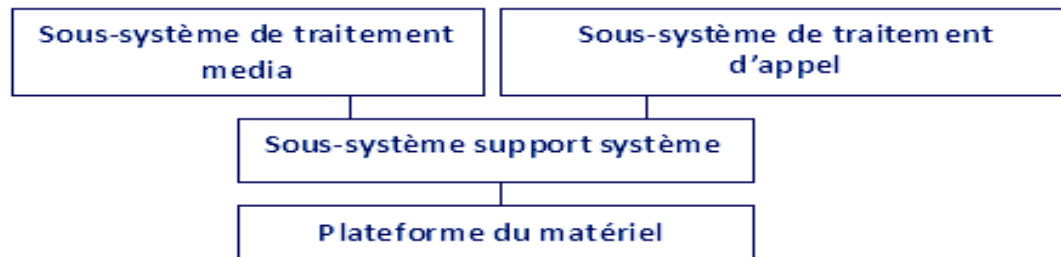 Sous-système de traitement
media
Sous-système de traitement
d'appel
Sous-système support système
Plateforme du matériel